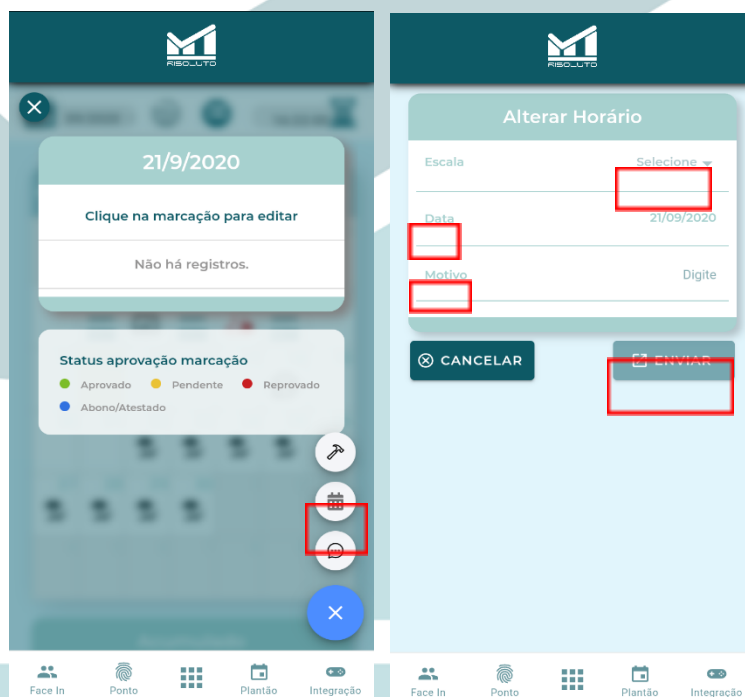 RISOLUTO
21/9/2020
Clique na marcação para editar
Não há registros.
Status aprovação marcação
Aprovado Pendente Reprovado
Abono/Atestado
Face In Ponto Plantão Integração
RISOLUTO
Alterar Horário
Escala Selecione
Data 21/09/2020
Motivo Digite
CANCELAR ENVIAR
Face In Ponto Plantão Integração